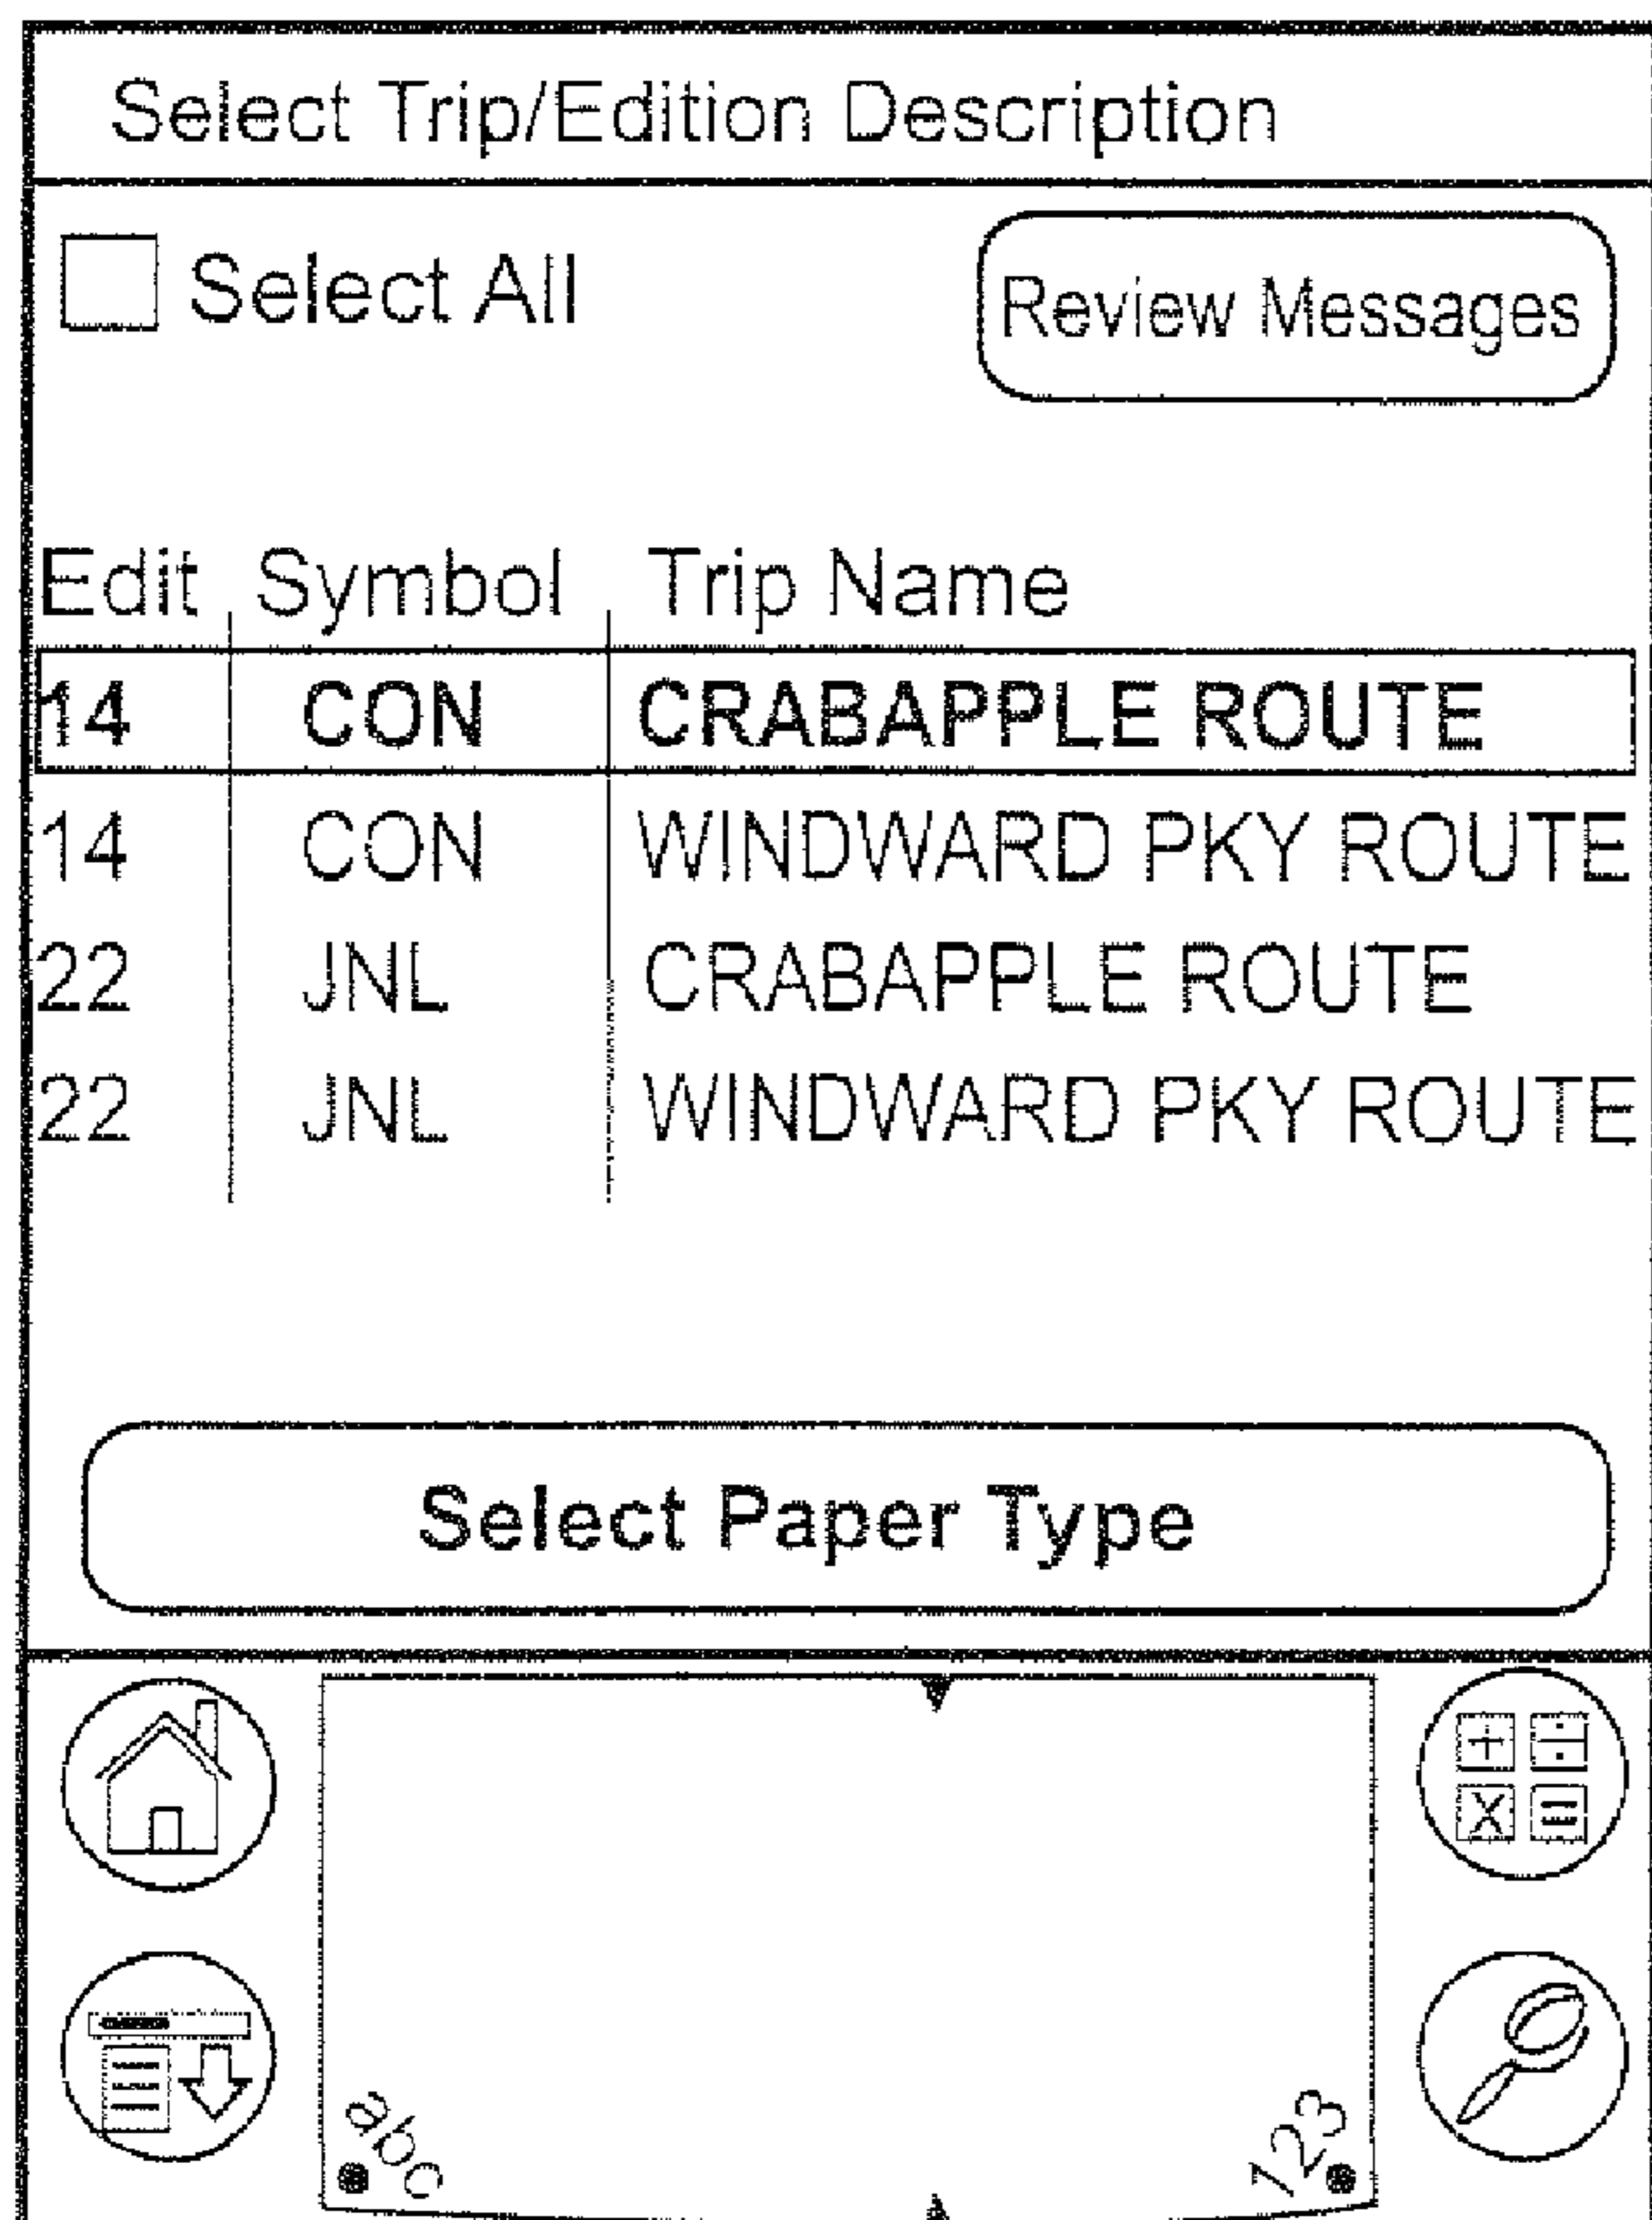 Select Trip/Edition Description
Select All
Review Messages
Edit Symbol Trip Name
14 CON CRABAPPLE ROUTE
14 CON WINDWARD PKY ROUTE
22 JNL CRABAPPLE ROUTE
22 JNL WINDWARD PKY ROUTE
Select Paper Type
abc 123